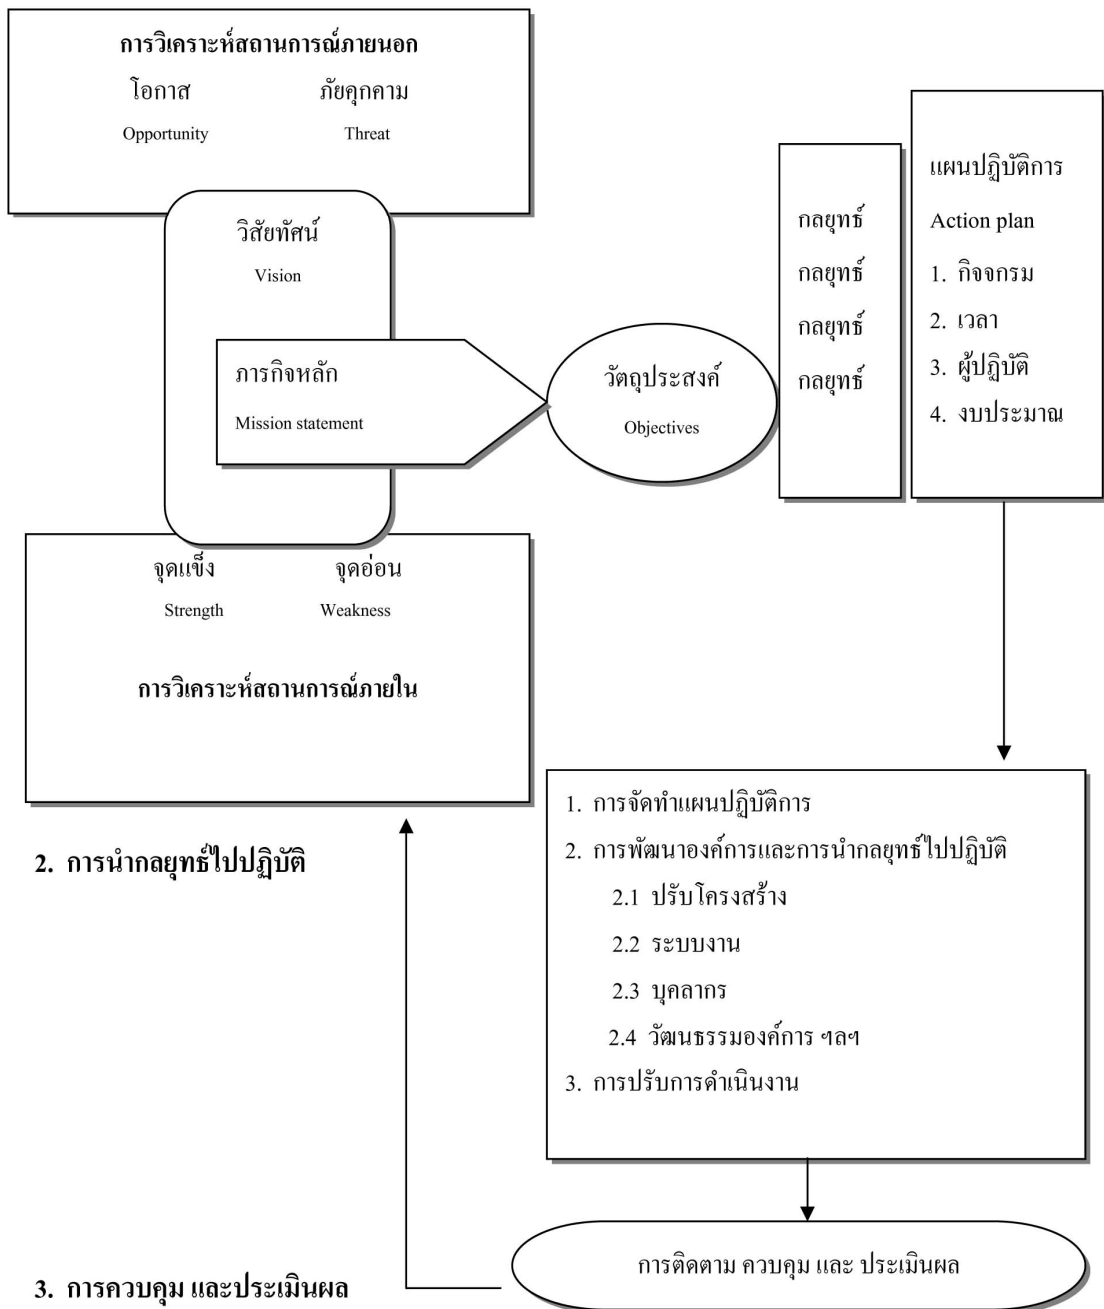 การวิเคราะห์สถานการณ์ภายนอก
โอกาส ภัยคุกคาม
Opportunity Threat
วิสัยทัศน์
Vision
ภารกิจหลัก
Mission statement
วัตถุประสงค์
Objectives
กลยุทธ์
กลยุทธ์
กลยุทธ์
กลยุทธ์
แผนปฏิบัติการ
Action plan
1. กิจจกรม
2. เวลา
3. ผู้ปฏิบัติ
4. งบประมาณ
จุดแข็ง จุดอ่อน
Strength Weakness
การวิเคราะห์สถานการณ์ภายใน
2. การนำกลยุทธ์ไปปฏิบัติ
1. การจัดทำแผนปฏิบัติการ
2. การพัฒนาองค์การและการนำกลยุทธ์ไปปฏิบัติ
2.1 ปรับโครงสร้าง
2.2 ระบบงาน
2.3 บุคลากร
2.4 วัฒนธรรมองค์การ ฯลฯ
3. การปรับการดำเนินงาน
การติดตาม ควบคุม และ ประเมินผล
3. การควบคุม และประเมินผล